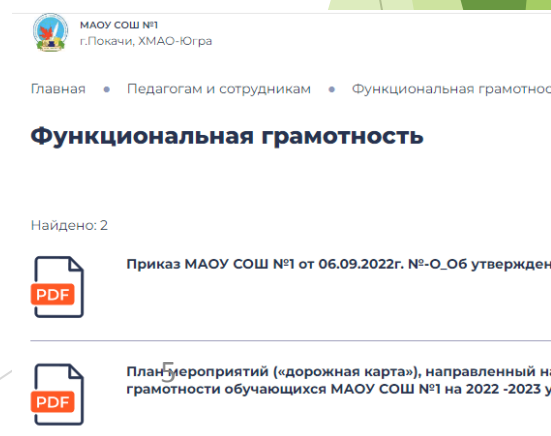 МАОУ СОШ №1
г.Покачи, ХМАО-Югра
Главная • Педагогам и сотрудникам • Функциональная грамотнос
Функциональная грамотность
Найдено: 2
PDF
Приказ МАОУ СОШ №1 от 06.09.2022г. №-О_Об утвержден
PDF
План мероприятий («дорожная карта»), направленный на
грамотности обучающихся МАОУ СОШ №1 на 2022 -2023 у
5